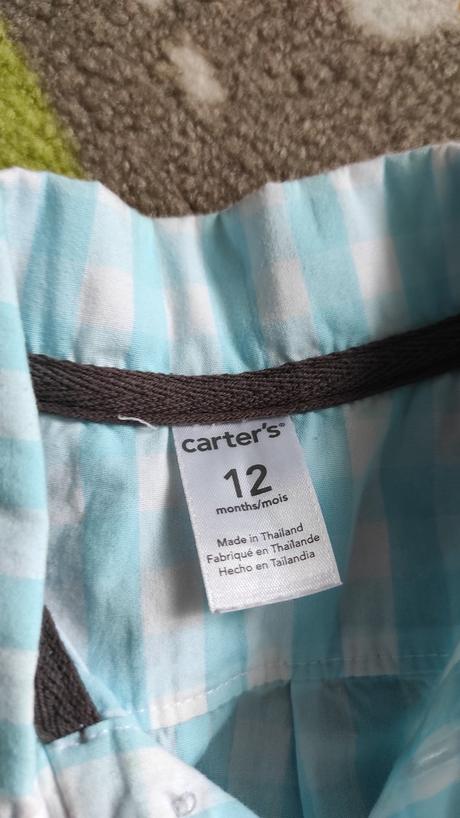 carter's®
12
months/mois
Made in Thailand
Fabriqué en Thaïlande
Hecho en Tailandia